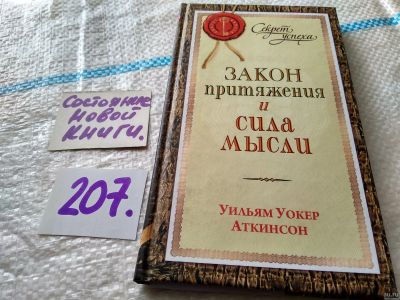 Состояние
новой
книги.
207.
Секрет
успеха
ЗАКОН
притяжения
и
СИЛА
МЫСЛИ
Уильям Уокер
Аткинсон